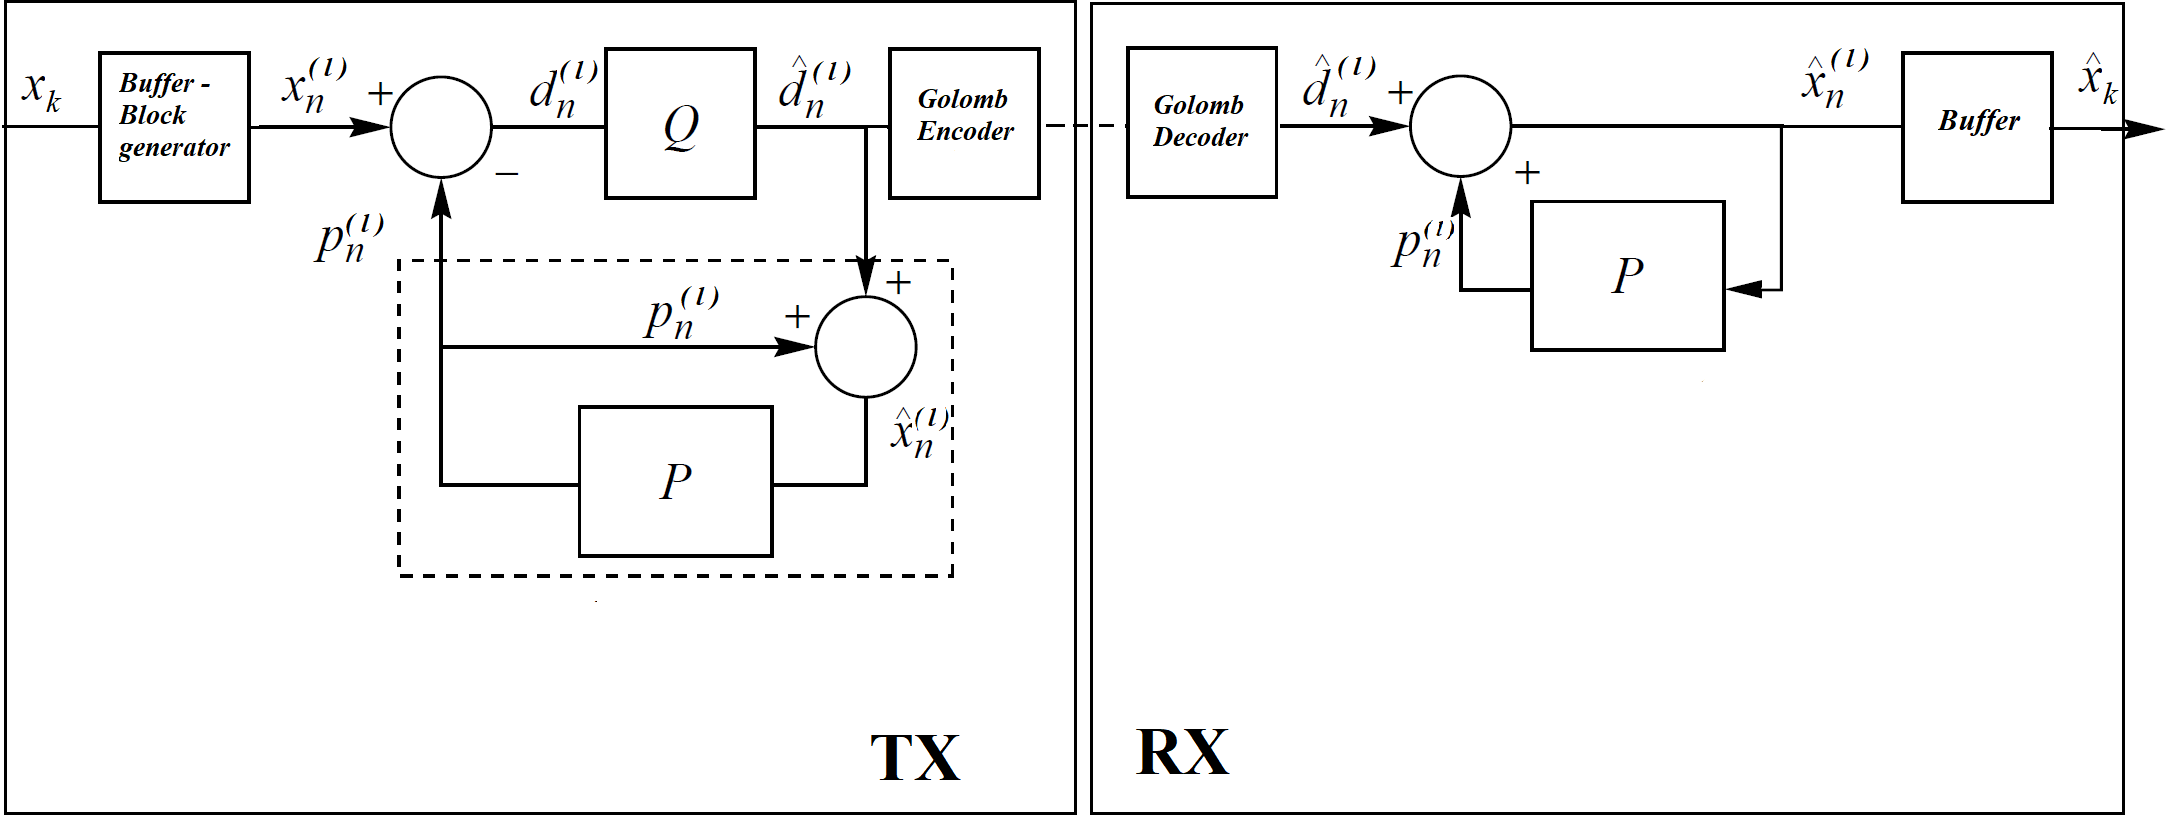 x_k
Buffer -
Block
generator
x_n^(l)
+
−
d_n^(l)
Q
d̂_n^(l)
Golomb
Encoder
p_n^(l)
p_n^(l)
+
+
P
x̂_n^(l)
TX
Golomb
Decoder
d̂_n^(l)
+
+
p_n^(l)
P
x̂_n^(l)
Buffer
x̂_k
RX